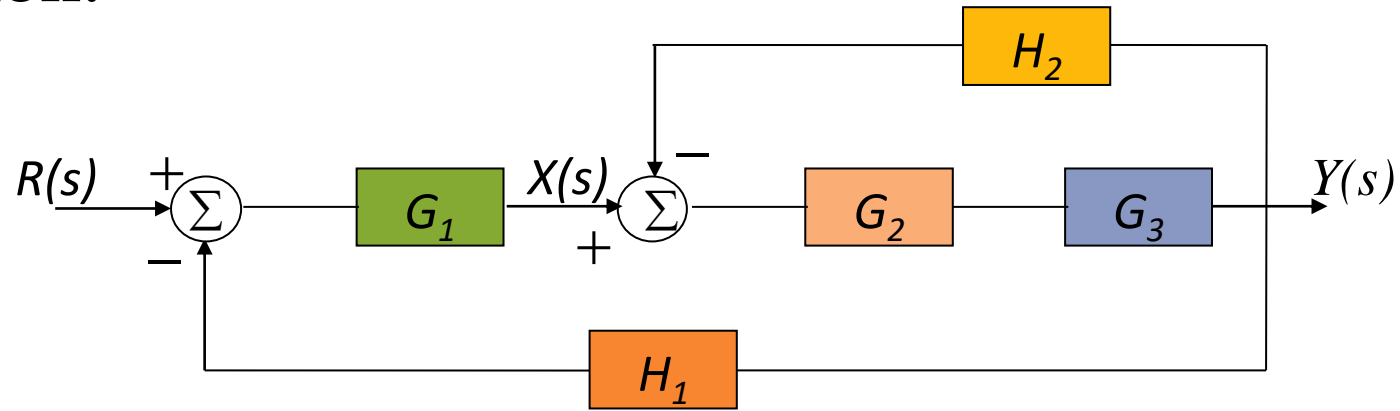 H₂
−
R(s) + Σ G₁ X(s) Σ G₂ G₃ Y(s)
− +
H₁